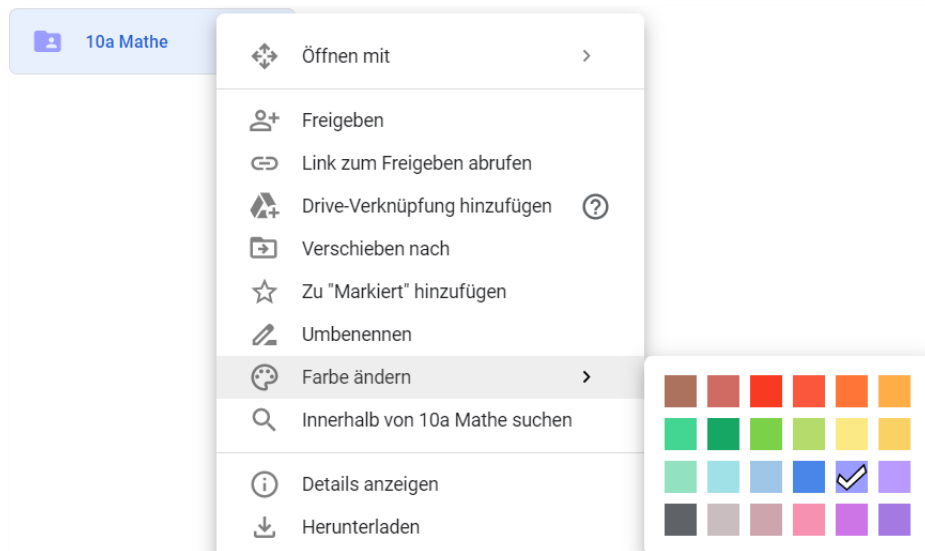 10a Mathe
Öffnen mit
Freigeben
Link zum Freigeben abrufen
Drive-Verknüpfung hinzufügen
Verschieben nach
Zu "Markiert" hinzufügen
Umbenennen
Farbe ändern
Innerhalb von 10a Mathe suchen
Details anzeigen
Herunterladen